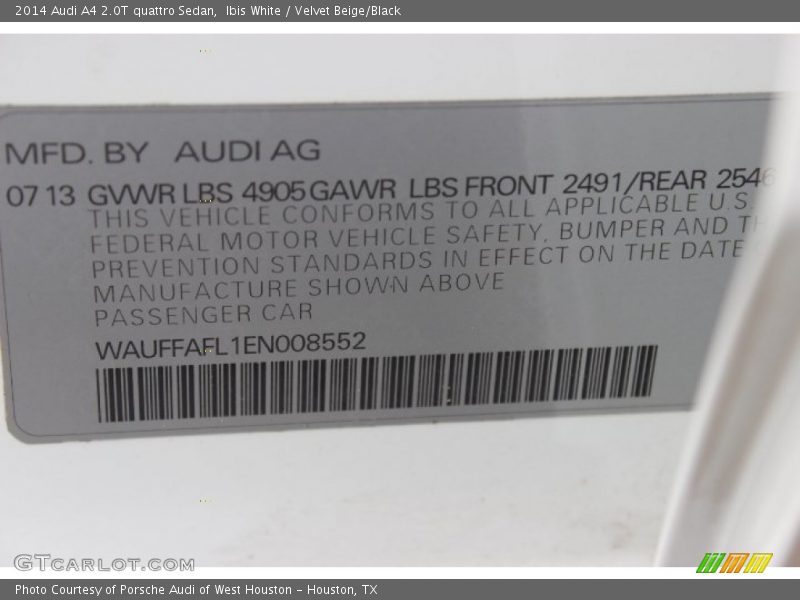 2014 Audi A4 2.0T quattro Sedan,  Ibis White / Velvet Beige/Black
MFD. BY AUDI AG
07 13 GVWR LBS 4905 GAWR LBS FRONT 2491/REAR 2546
THIS VEHICLE CONFORMS TO ALL APPLICABLE U.S.
FEDERAL MOTOR VEHICLE SAFETY, BUMPER AND TH
PREVENTION STANDARDS IN EFFECT ON THE DATE
MANUFACTURE SHOWN ABOVE
PASSENGER CAR
WAUFFAFL1EN008552
GTCARLOT.COM
Photo Courtesy of Porsche Audi of West Houston - Houston, TX